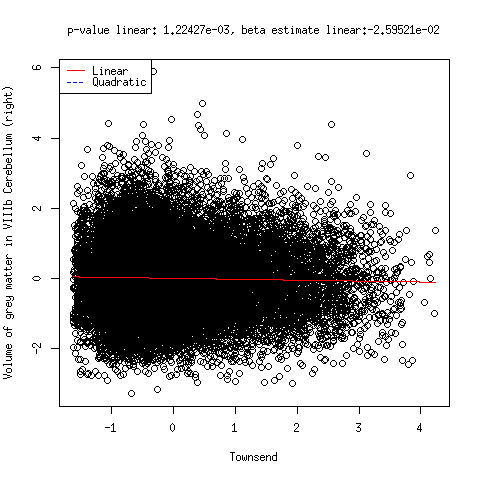 p-value linear: 1.22427e-03, beta estimate linear:-2.59521e-02
Linear
Quadratic
Volume of grey matter in VIIIb Cerebellum (right)
6
4
2
0
-2
-1 0 1 2 3 4
Townsend